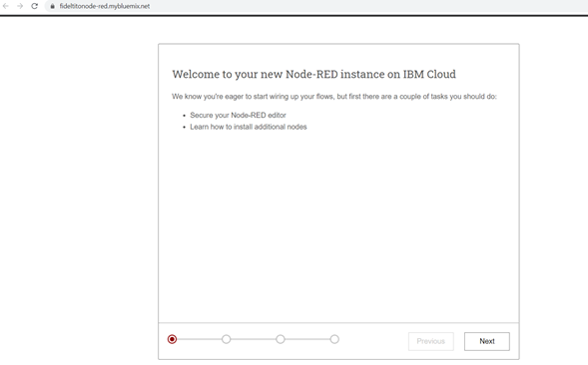 fideltitonode-red.mybluemix.net
Welcome to your new Node-RED instance on IBM Cloud
We know you're eager to start wiring up your flows, but first there are a couple of tasks you should do:
Secure your Node-RED editor
Learn how to install additional nodes
Previous
Next